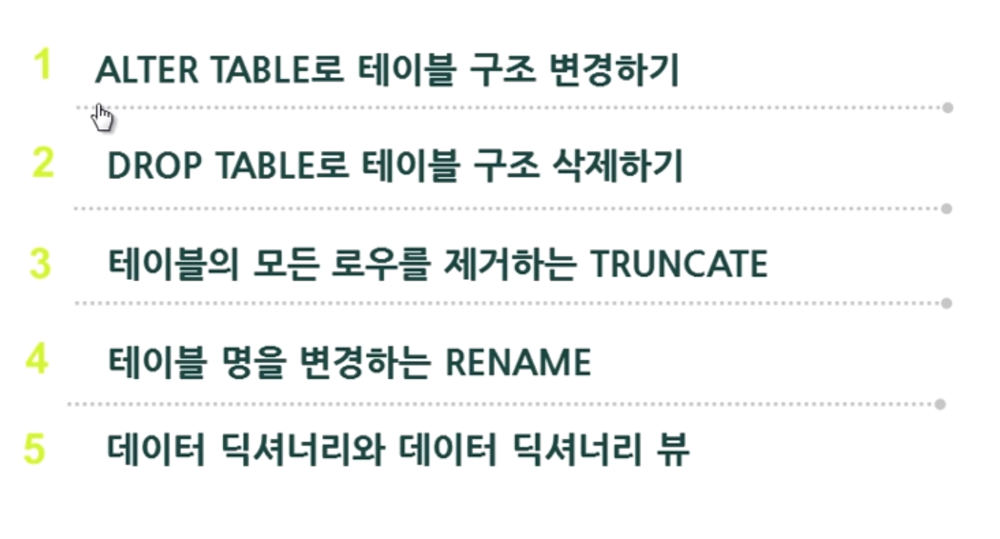 1 ALTER TABLE로 테이블 구조 변경하기
2 DROP TABLE로 테이블 구조 삭제하기
3 테이블의 모든 로우를 제거하는 TRUNCATE
4 테이블 명을 변경하는 RENAME
5 데이터 딕셔너리와 데이터 딕셔너리 뷰